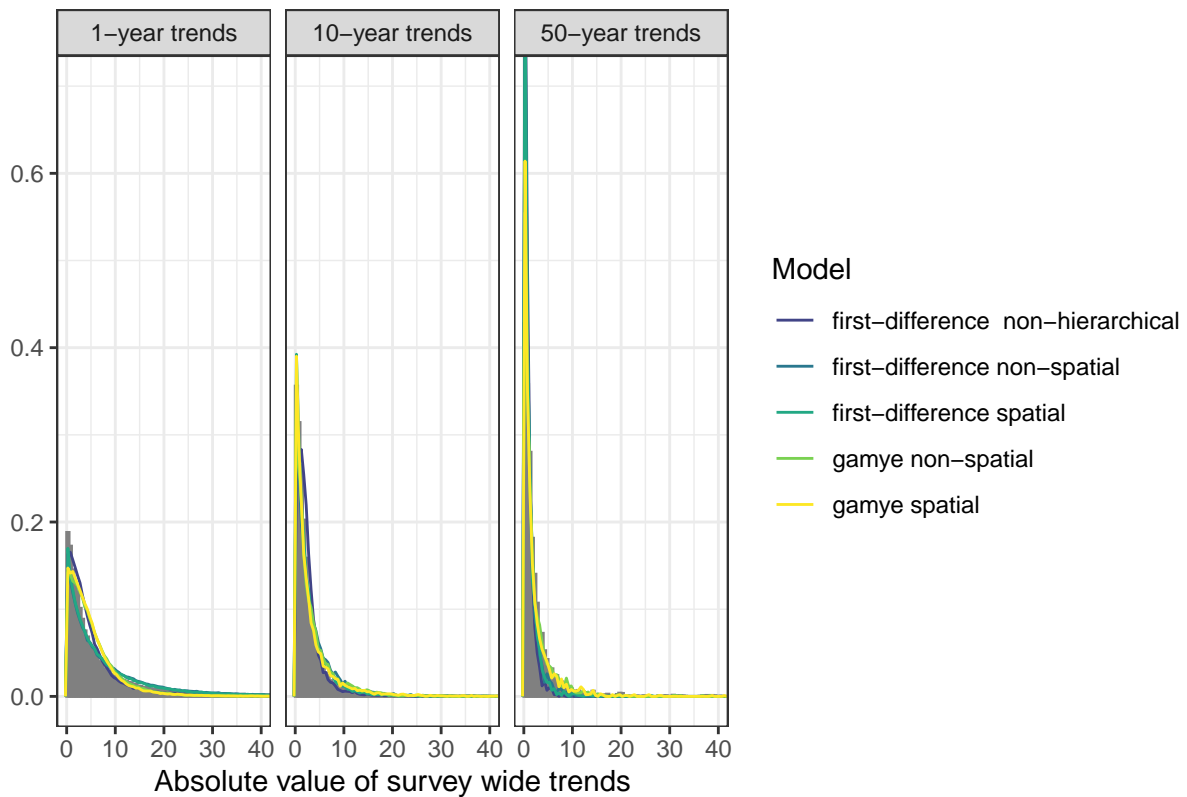 1−year trends
10−year trends
50−year trends
0.6
0.4
0.2
0.0
0 10 20 30 40
0 10 20 30 40
0 10 20 30 40
Absolute value of survey wide trends
Model
first−difference  non−hierarchical
first−difference non−spatial
first−difference spatial
gamye non−spatial
gamye spatial